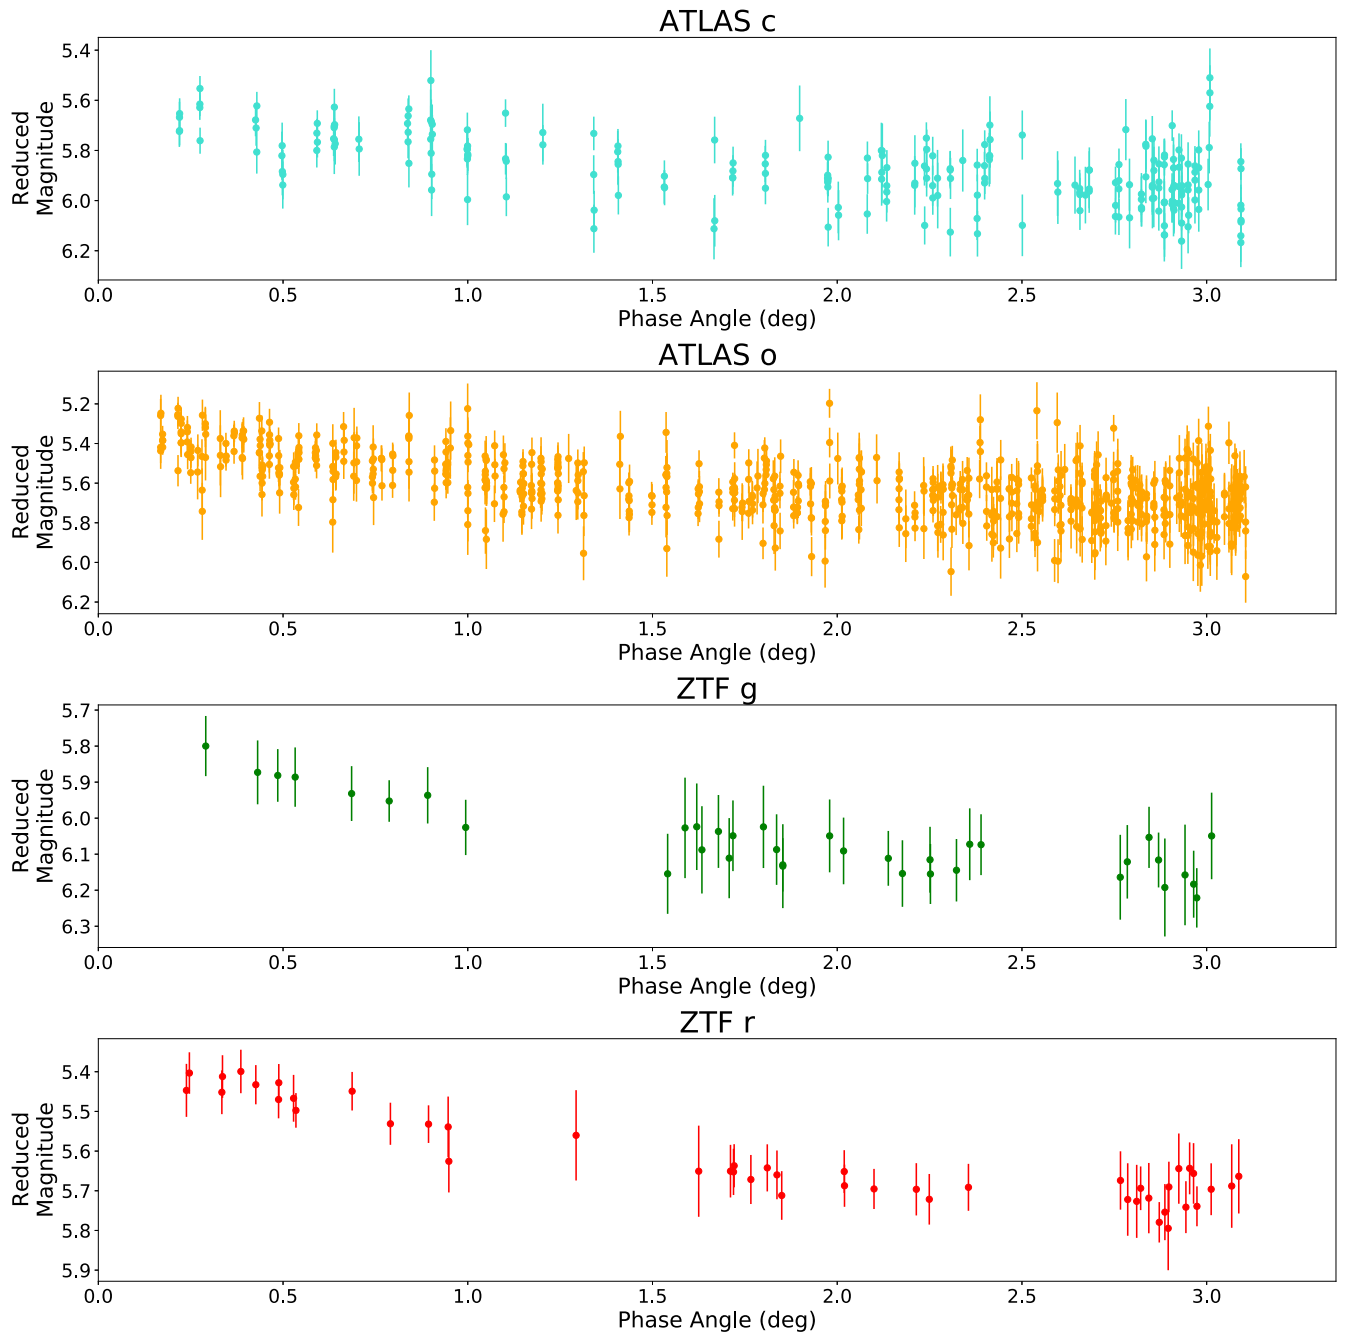 ATLAS c
Reduced
Magnitude
5.4
5.6
5.8
6.0
6.2
0.0 0.5 1.0 1.5 2.0 2.5 3.0
Phase Angle (deg)
ATLAS o
Reduced
Magnitude
5.2
5.4
5.6
5.8
6.0
6.2
0.0 0.5 1.0 1.5 2.0 2.5 3.0
Phase Angle (deg)
ZTF g
Reduced
Magnitude
5.7
5.8
5.9
6.0
6.1
6.2
6.3
0.0 0.5 1.0 1.5 2.0 2.5 3.0
Phase Angle (deg)
ZTF r
Reduced
Magnitude
5.4
5.5
5.6
5.7
5.8
5.9
0.0 0.5 1.0 1.5 2.0 2.5 3.0
Phase Angle (deg)